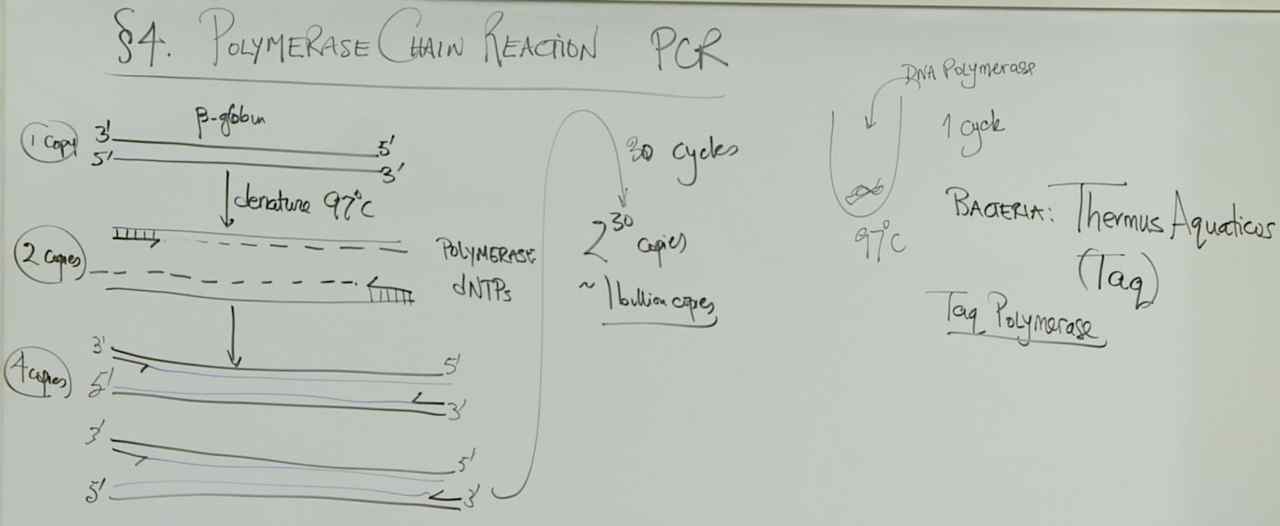 §4. POLYMERASE CHAIN REACTION PCR
β-globin
1 copy
3' 5'
5' 3'
denature 97°C
2 copies
POLYMERASE
dNTPs
4 copies
3' 5'
5' 3'
3' 5'
5' 3'
30 cycles
2^30 copies
~ 1 billion copies
DNA Polymerase
1 cycle
97°C
BACTERIA: Thermus Aquaticus
(Taq)
Taq Polymerase